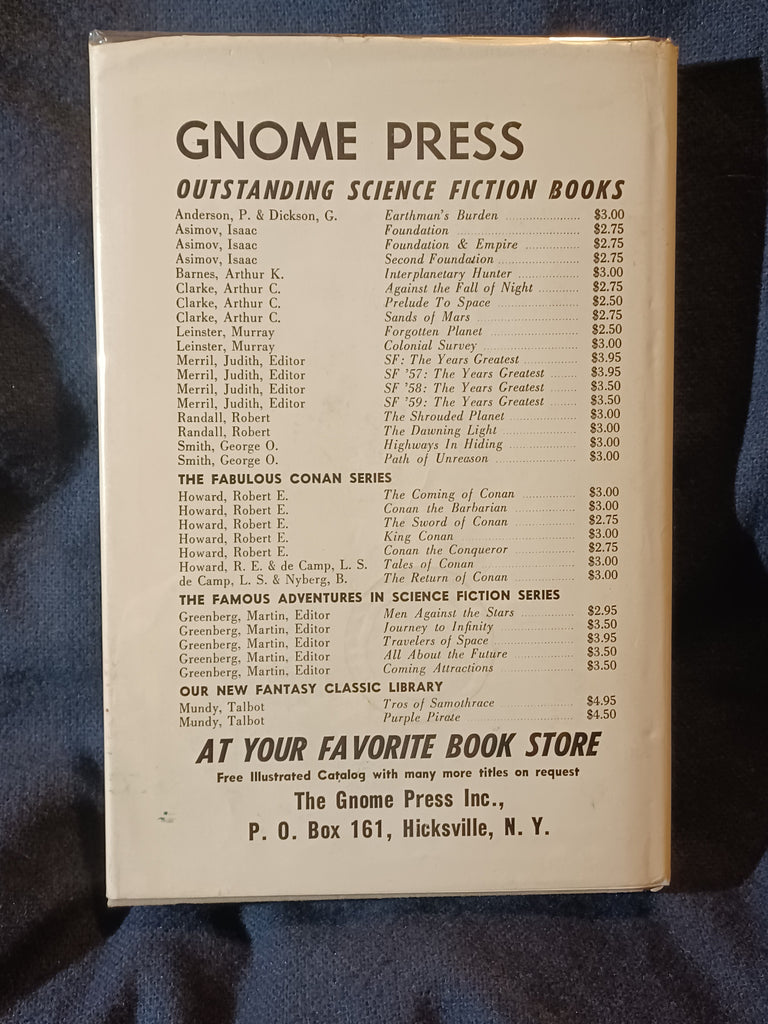 GNOME PRESS
OUTSTANDING SCIENCE FICTION BOOKS
Anderson, P. & Dickson, G. Earthman's Burden $3.00
Asimov, Isaac Foundation $2.75
Asimov, Isaac Foundation & Empire $2.75
Asimov, Isaac Second Foundation $2.75
Barnes, Arthur K. Interplanetary Hunter $3.00
Clarke, Arthur C. Against the Fall of Night $2.75
Clarke, Arthur C. Prelude To Space $2.50
Clarke, Arthur C. Sands of Mars $2.75
Leinster, Murray Forgotten Planet $2.50
Leinster, Murray Colonial Survey $3.00
Merril, Judith, Editor SF: The Years Greatest $3.95
Merril, Judith, Editor SF '57: The Years Greatest $3.95
Merril, Judith, Editor SF '58: The Years Greatest $3.50
Merril, Judith, Editor SF '59: The Years Greatest $3.50
Randall, Robert The Shrouded Planet $3.00
Randall, Robert The Dawning Light $3.00
Smith, George O. Highways In Hiding $3.00
Smith, George O. Path of Unreason $3.00
THE FABULOUS CONAN SERIES
Howard, Robert E. The Coming of Conan $3.00
Howard, Robert E. Conan the Barbarian $3.00
Howard, Robert E. The Sword of Conan $2.75
Howard, Robert E. King Conan $3.00
Howard, Robert E. Conan the Conqueror $2.75
Howard, R. E. & de Camp, L. S. Tales of Conan $3.00
de Camp, L. S. & Nyberg, B. The Return of Conan $3.00
THE FAMOUS ADVENTURES IN SCIENCE FICTION SERIES
Greenberg, Martin, Editor Men Against the Stars $2.95
Greenberg, Martin, Editor Journey to Infinity $3.50
Greenberg, Martin, Editor Travelers of Space $3.95
Greenberg, Martin, Editor All About the Future $3.50
Greenberg, Martin, Editor Coming Attractions $3.50
OUR NEW FANTASY CLASSIC LIBRARY
Mundy, Talbot Tros of Samothrace $4.95
Mundy, Talbot Purple Pirate $4.50
AT YOUR FAVORITE BOOK STORE
Free Illustrated Catalog with many more titles on request
The Gnome Press Inc.,
P. O. Box 161, Hicksville, N. Y.